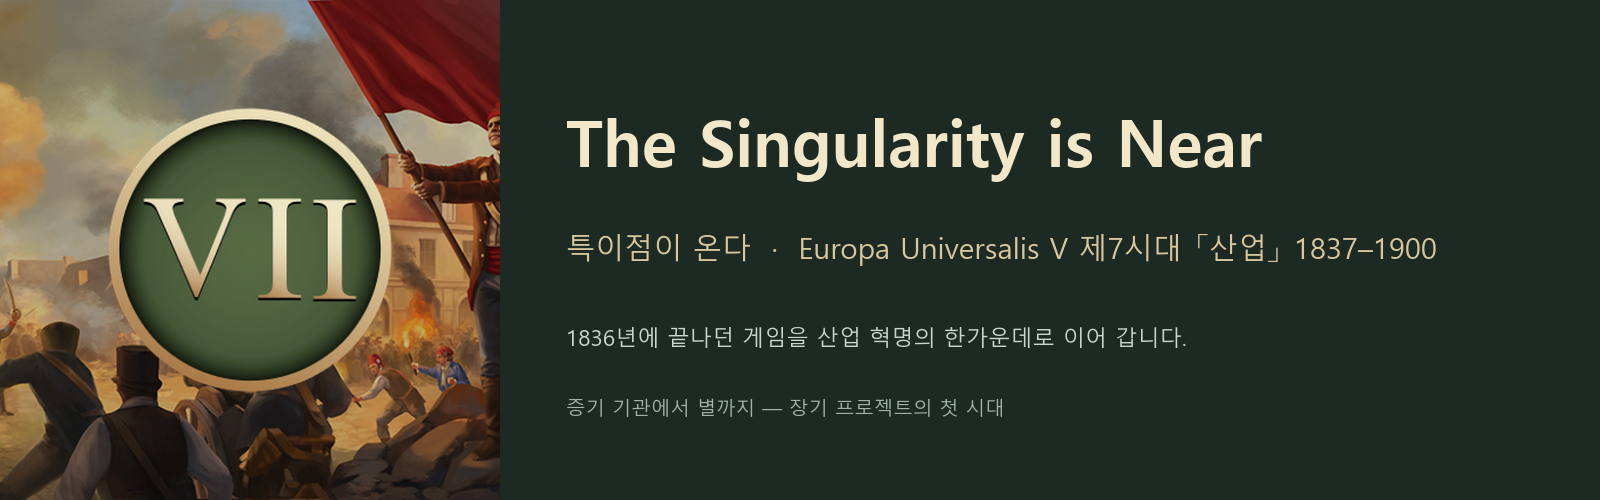 VII
The Singularity is Near
특이점이 온다 · Europa Universalis V 제7시대 「산업」 1837–1900
1836년에 끝나던 게임을 산업 혁명의 한가운데로 이어 갑니다.
증기 기관에서 별까지 — 장기 프로젝트의 첫 시대